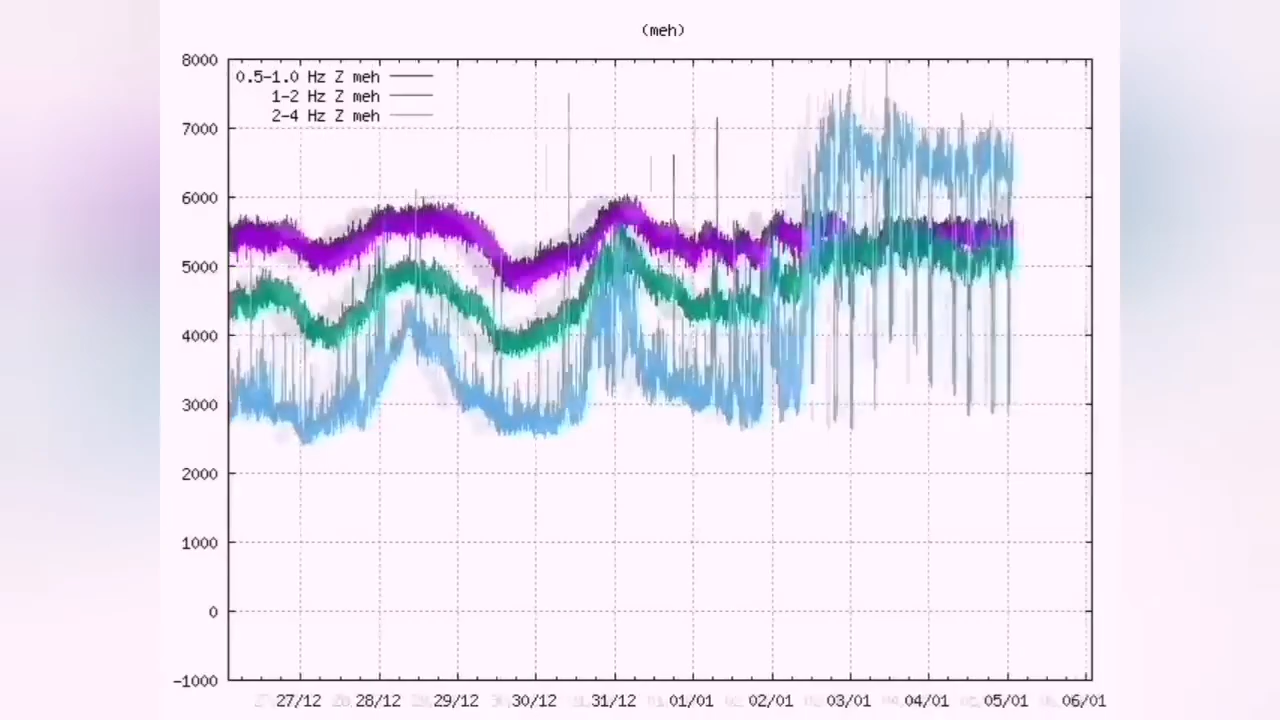 (meh)
8000
0.5-1.0 Hz Z meh
1-2 Hz Z meh
2-4 Hz Z meh
7000
6000
5000
4000
3000
2000
1000
0
-1000
27/12 28/12 29/12 30/12 31/12 01/01 02/01 03/01 04/01 05/01 06/01